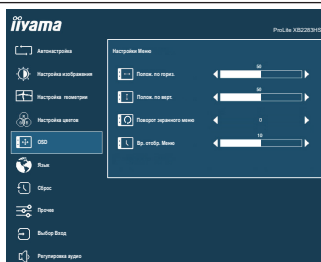 iiyama
ProLite XB2283HS
Автонастройка
Настройка изображения
Настройка геометрии
Настройка цветов
OSD
Язык
Сброс
Прочее
Выбор Вход
Регулировка аудио
Настройки Меню
Полож. по гориз.
50
Полож. по верт.
50
Поворот экранного меню
0
Вр. отобр. Меню
10